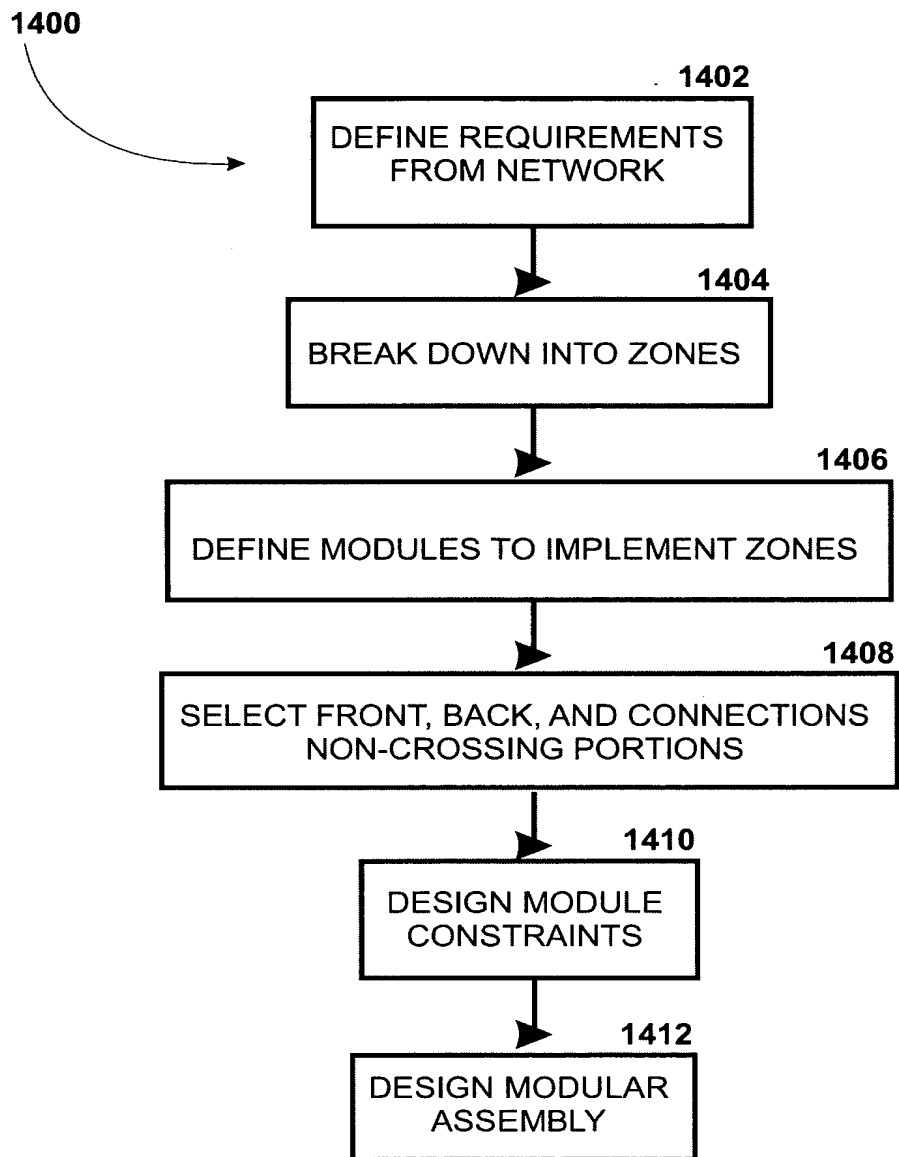 1400
1402
DEFINE REQUIREMENTS
FROM NETWORK
1404
BREAK DOWN INTO ZONES
1406
DEFINE MODULES TO IMPLEMENT ZONES
1408
SELECT FRONT, BACK, AND CONNECTIONS
NON-CROSSING PORTIONS
1410
DESIGN MODULE
CONSTRAINTS
1412
DESIGN MODULAR
ASSEMBLY